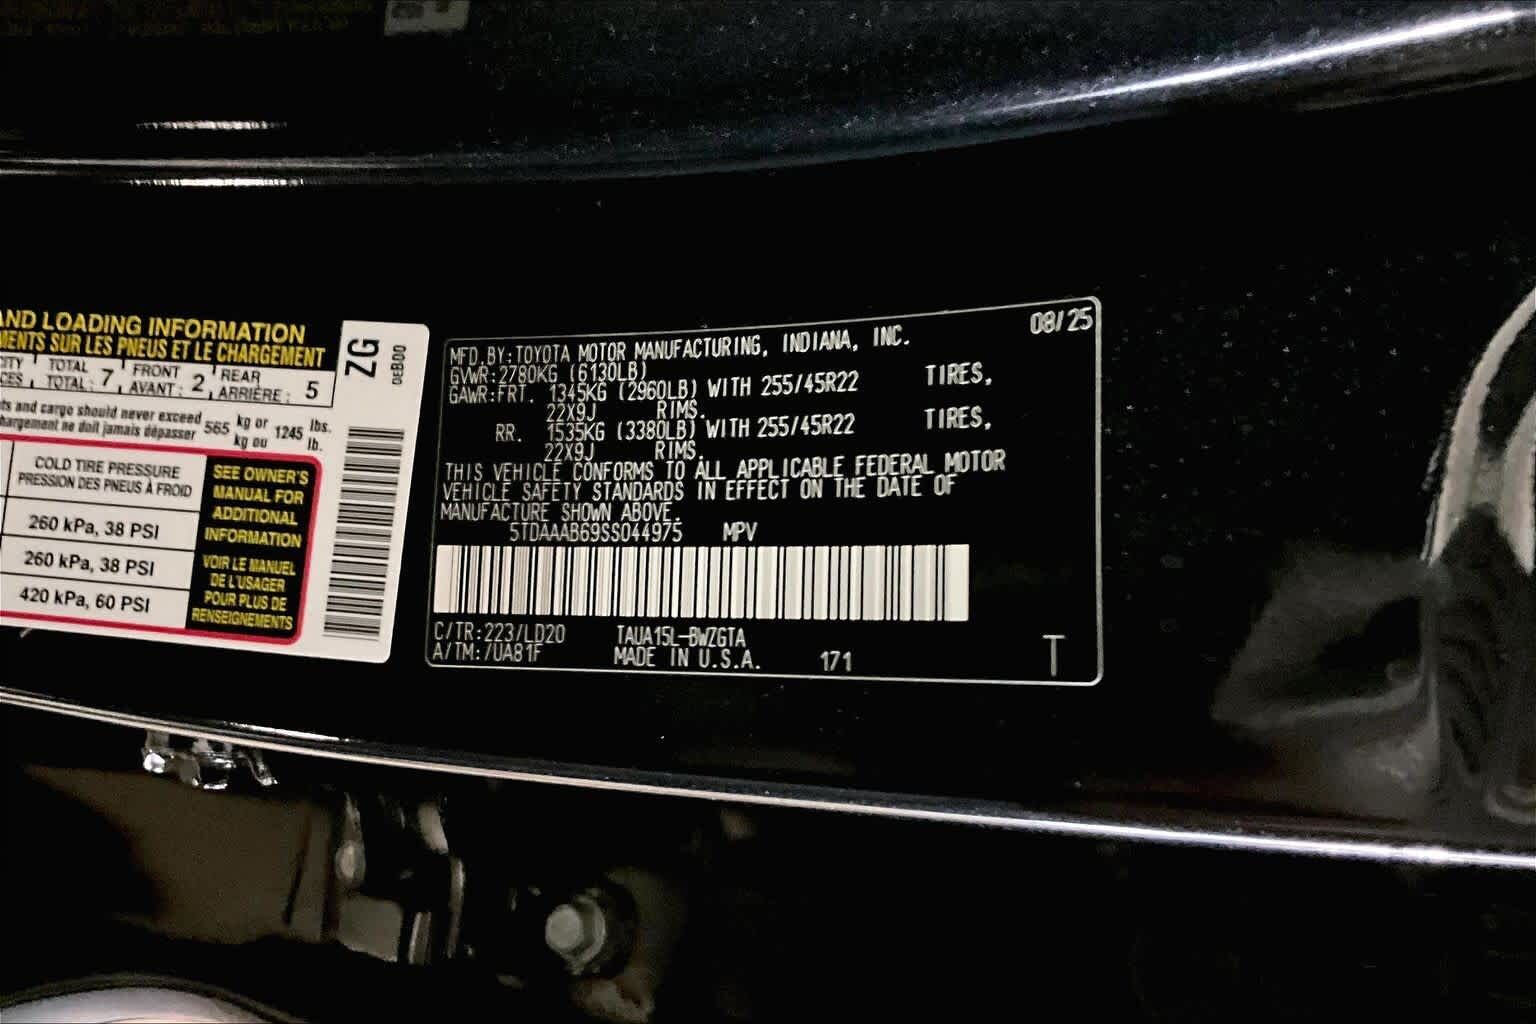 AND LOADING INFORMATION
MENTS SUR LES PNEUS ET LE CHARGEMENT
CITY TOTAL FRONT REAR
CES, TOTAL: 7 AVANT: 2 ARRIÈRE: 5
ts and cargo should never exceed 565 kg or 1245 lbs.
hargement ne doit jamais dépasser kg ou lb.
COLD TIRE PRESSURE
PRESSION DES PNEUS À FROID
260 kPa, 38 PSI
260 kPa, 38 PSI
420 kPa, 60 PSI
SEE OWNER'S
MANUAL FOR
ADDITIONAL
INFORMATION
VOIR LE MANUEL
DE L'USAGER
POUR PLUS DE
RENSEIGNEMENTS
ZG
0EB00
08/25
MFD.BY:TOYOTA MOTOR MANUFACTURING, INDIANA, INC.
GVWR:2780KG (6130LB)
GAWR:FRT. 1345KG (2960LB) WITH 255/45R22 TIRES,
22X9J RIMS.
RR. 1535KG (3380LB) WITH 255/45R22 TIRES,
22X9J RIMS.
THIS VEHICLE CONFORMS TO ALL APPLICABLE FEDERAL MOTOR
VEHICLE SAFETY STANDARDS IN EFFECT ON THE DATE OF
MANUFACTURE SHOWN ABOVE.
5TDAAAB69SS044975 MPV
C/TR:223/LD20 TAUA15L-BWZGTA
A/TM:/UA81F MADE IN U.S.A. 171 T